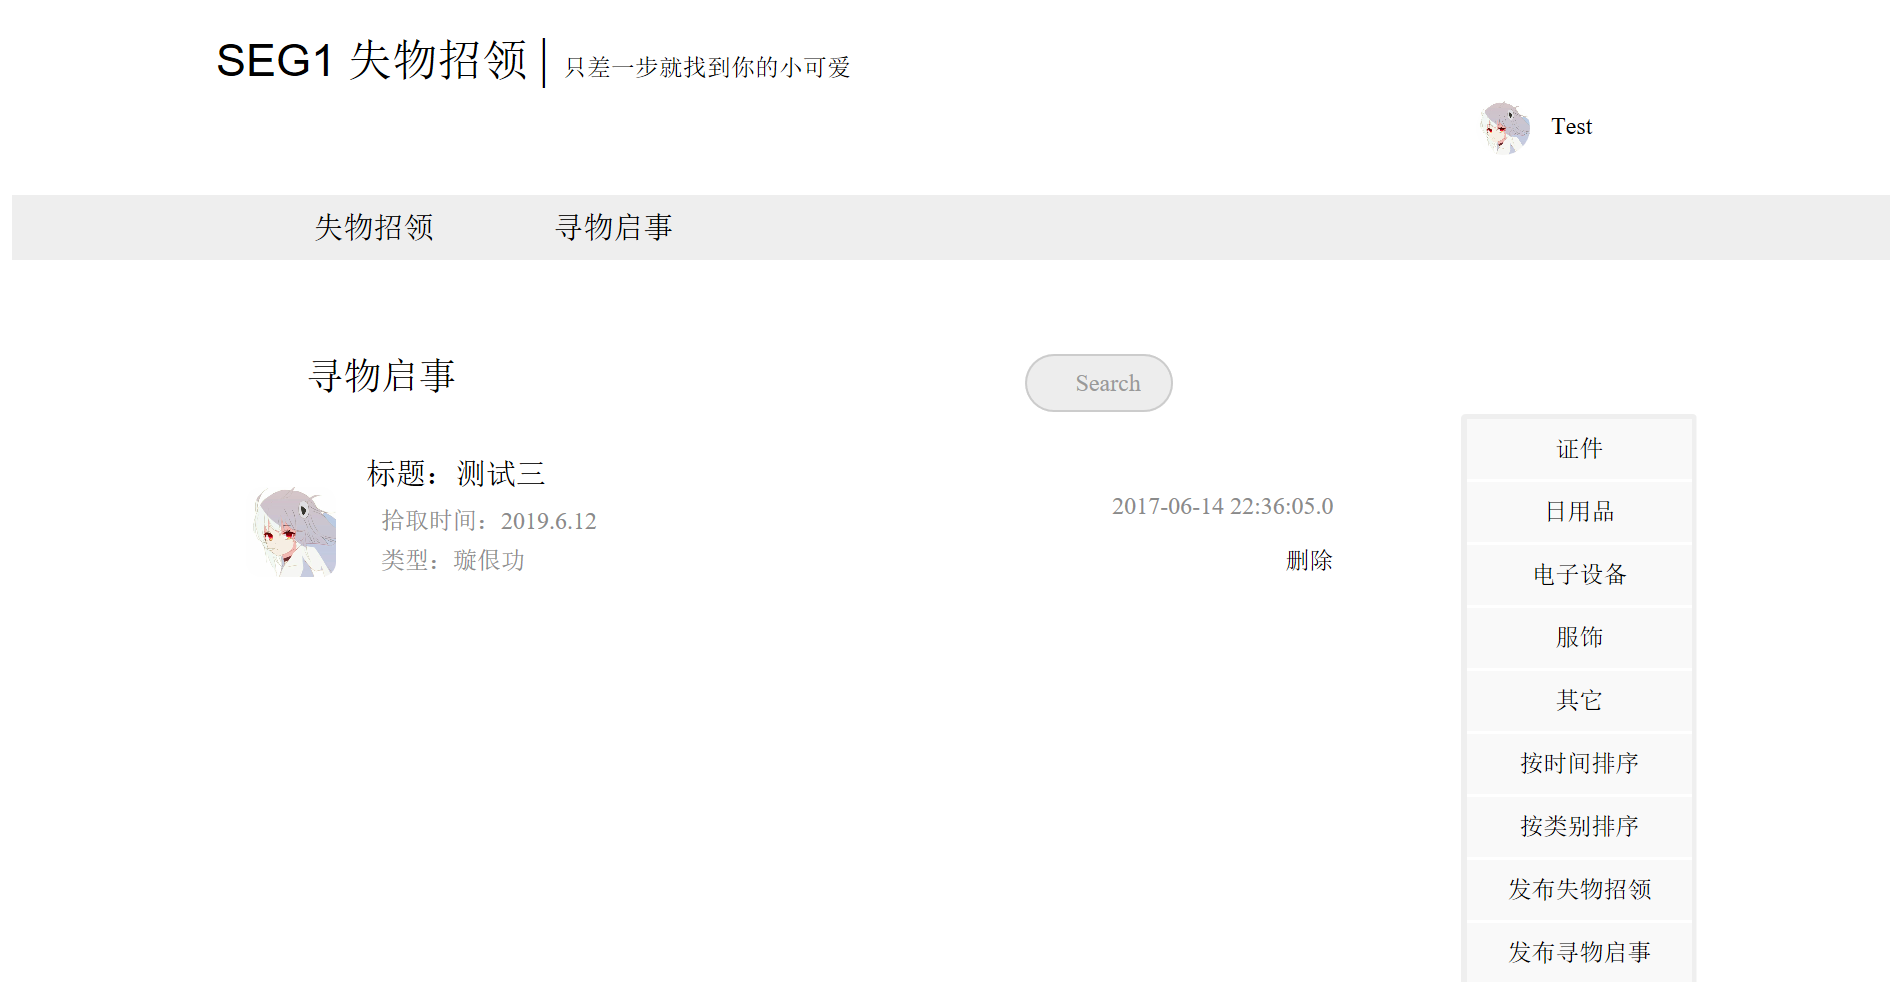 SEG1 失物招领 | 只差一步就找到你的小可爱
Test
失物招领 寻物启事
寻物启事
Search
标题：测试三
拾取时间：2019.6.12
类型：璇佷功
2017-06-14 22:36:05.0
删除
证件
日用品
电子设备
服饰
其它
按时间排序
按类别排序
发布失物招领
发布寻物启事